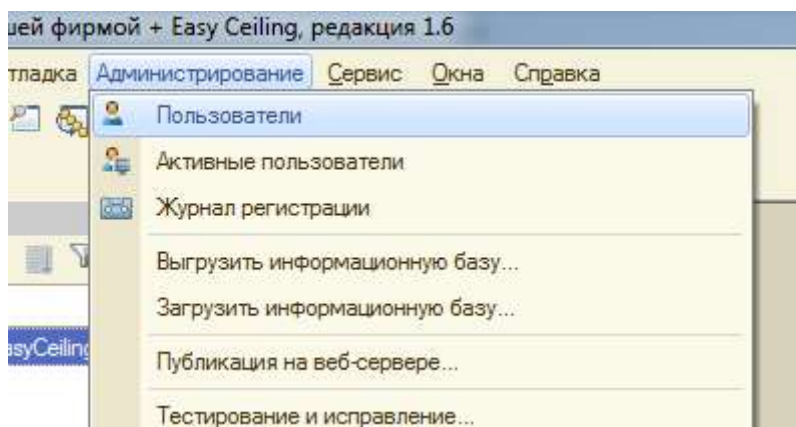 шей фирмой + Easy Ceiling, редакция 1.6
тладка Администрирование Сервис Окна Справка
Пользователи
Активные пользователи
Журнал регистрации
Выгрузить информационную базу...
Загрузить информационную базу...
asyCeiling
Публикация на веб-сервере...
Тестирование и исправление...